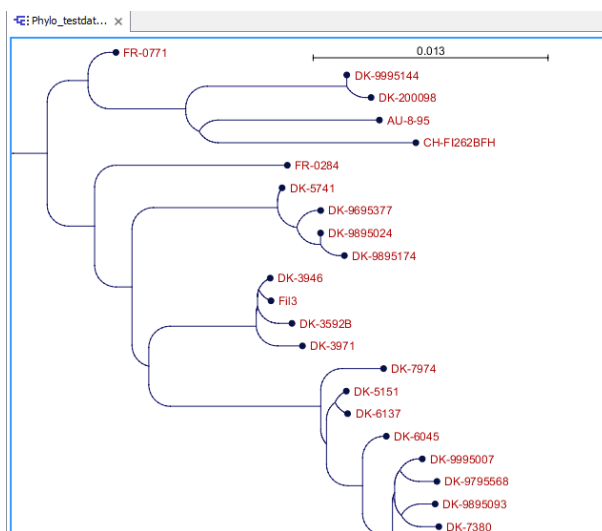 Phylo_testdat...
FR-0771
0.013
DK-9995144
DK-200098
AU-8-95
CH-FI262BFH
FR-0284
DK-5741
DK-9695377
DK-9895024
DK-9895174
DK-3946
Fil3
DK-3592B
DK-3971
DK-7974
DK-5151
DK-6137
DK-6045
DK-9995007
DK-9795568
DK-9895093
DK-7380